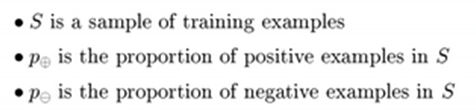 • S is a sample of training examples
• p⊕ is the proportion of positive examples in S
• p⊖ is the proportion of negative examples in S